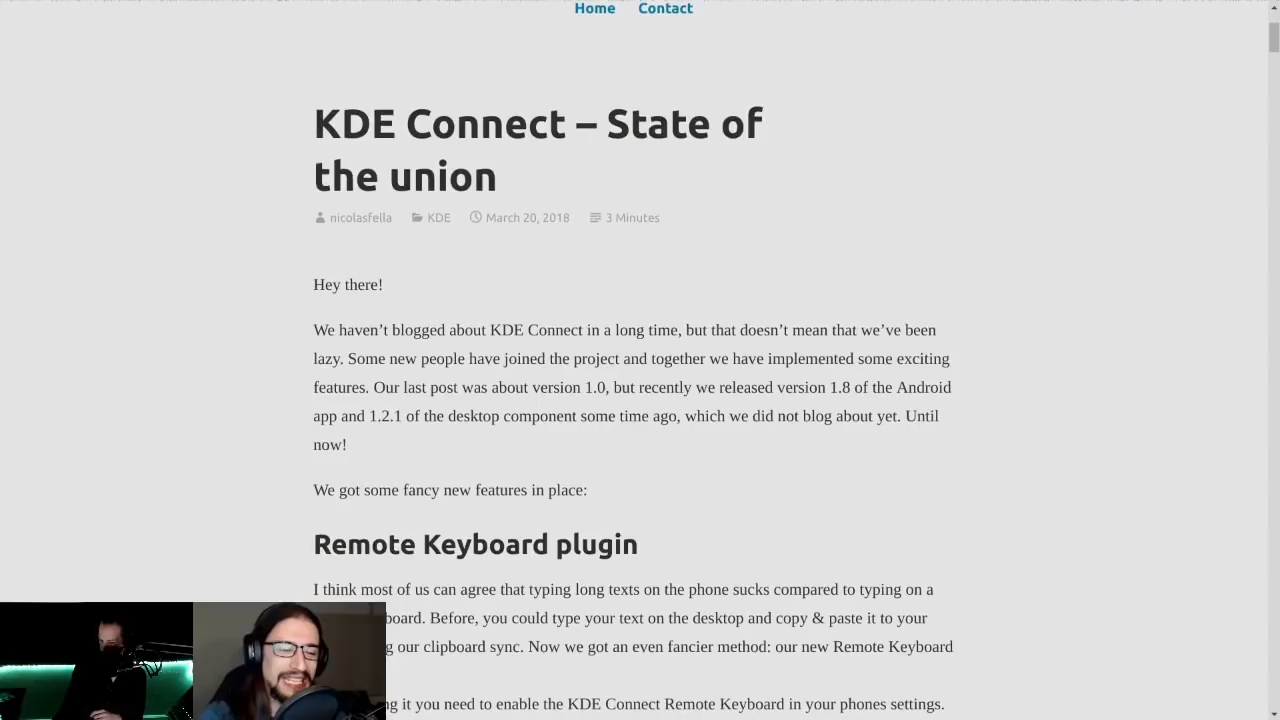 Home Contact
KDE Connect – State of
the union
nicolasfella KDE March 20, 2018 3 Minutes
Hey there!
We haven’t blogged about KDE Connect in a long time, but that doesn’t mean that we’ve been
lazy. Some new people have joined the project and together we have implemented some exciting
features. Our last post was about version 1.0, but recently we released version 1.8 of the Android
app and 1.2.1 of the desktop component some time ago, which we did not blog about yet. Until
now!
We got some fancy new features in place:
Remote Keyboard plugin
I think most of us can agree that typing long texts on the phone sucks compared to typing on a
board. Before, you could type your text on the desktop and copy & paste it to your
g our clipboard sync. Now we got an even fancier method: our new Remote Keyboard
ng it you need to enable the KDE Connect Remote Keyboard in your phones settings.